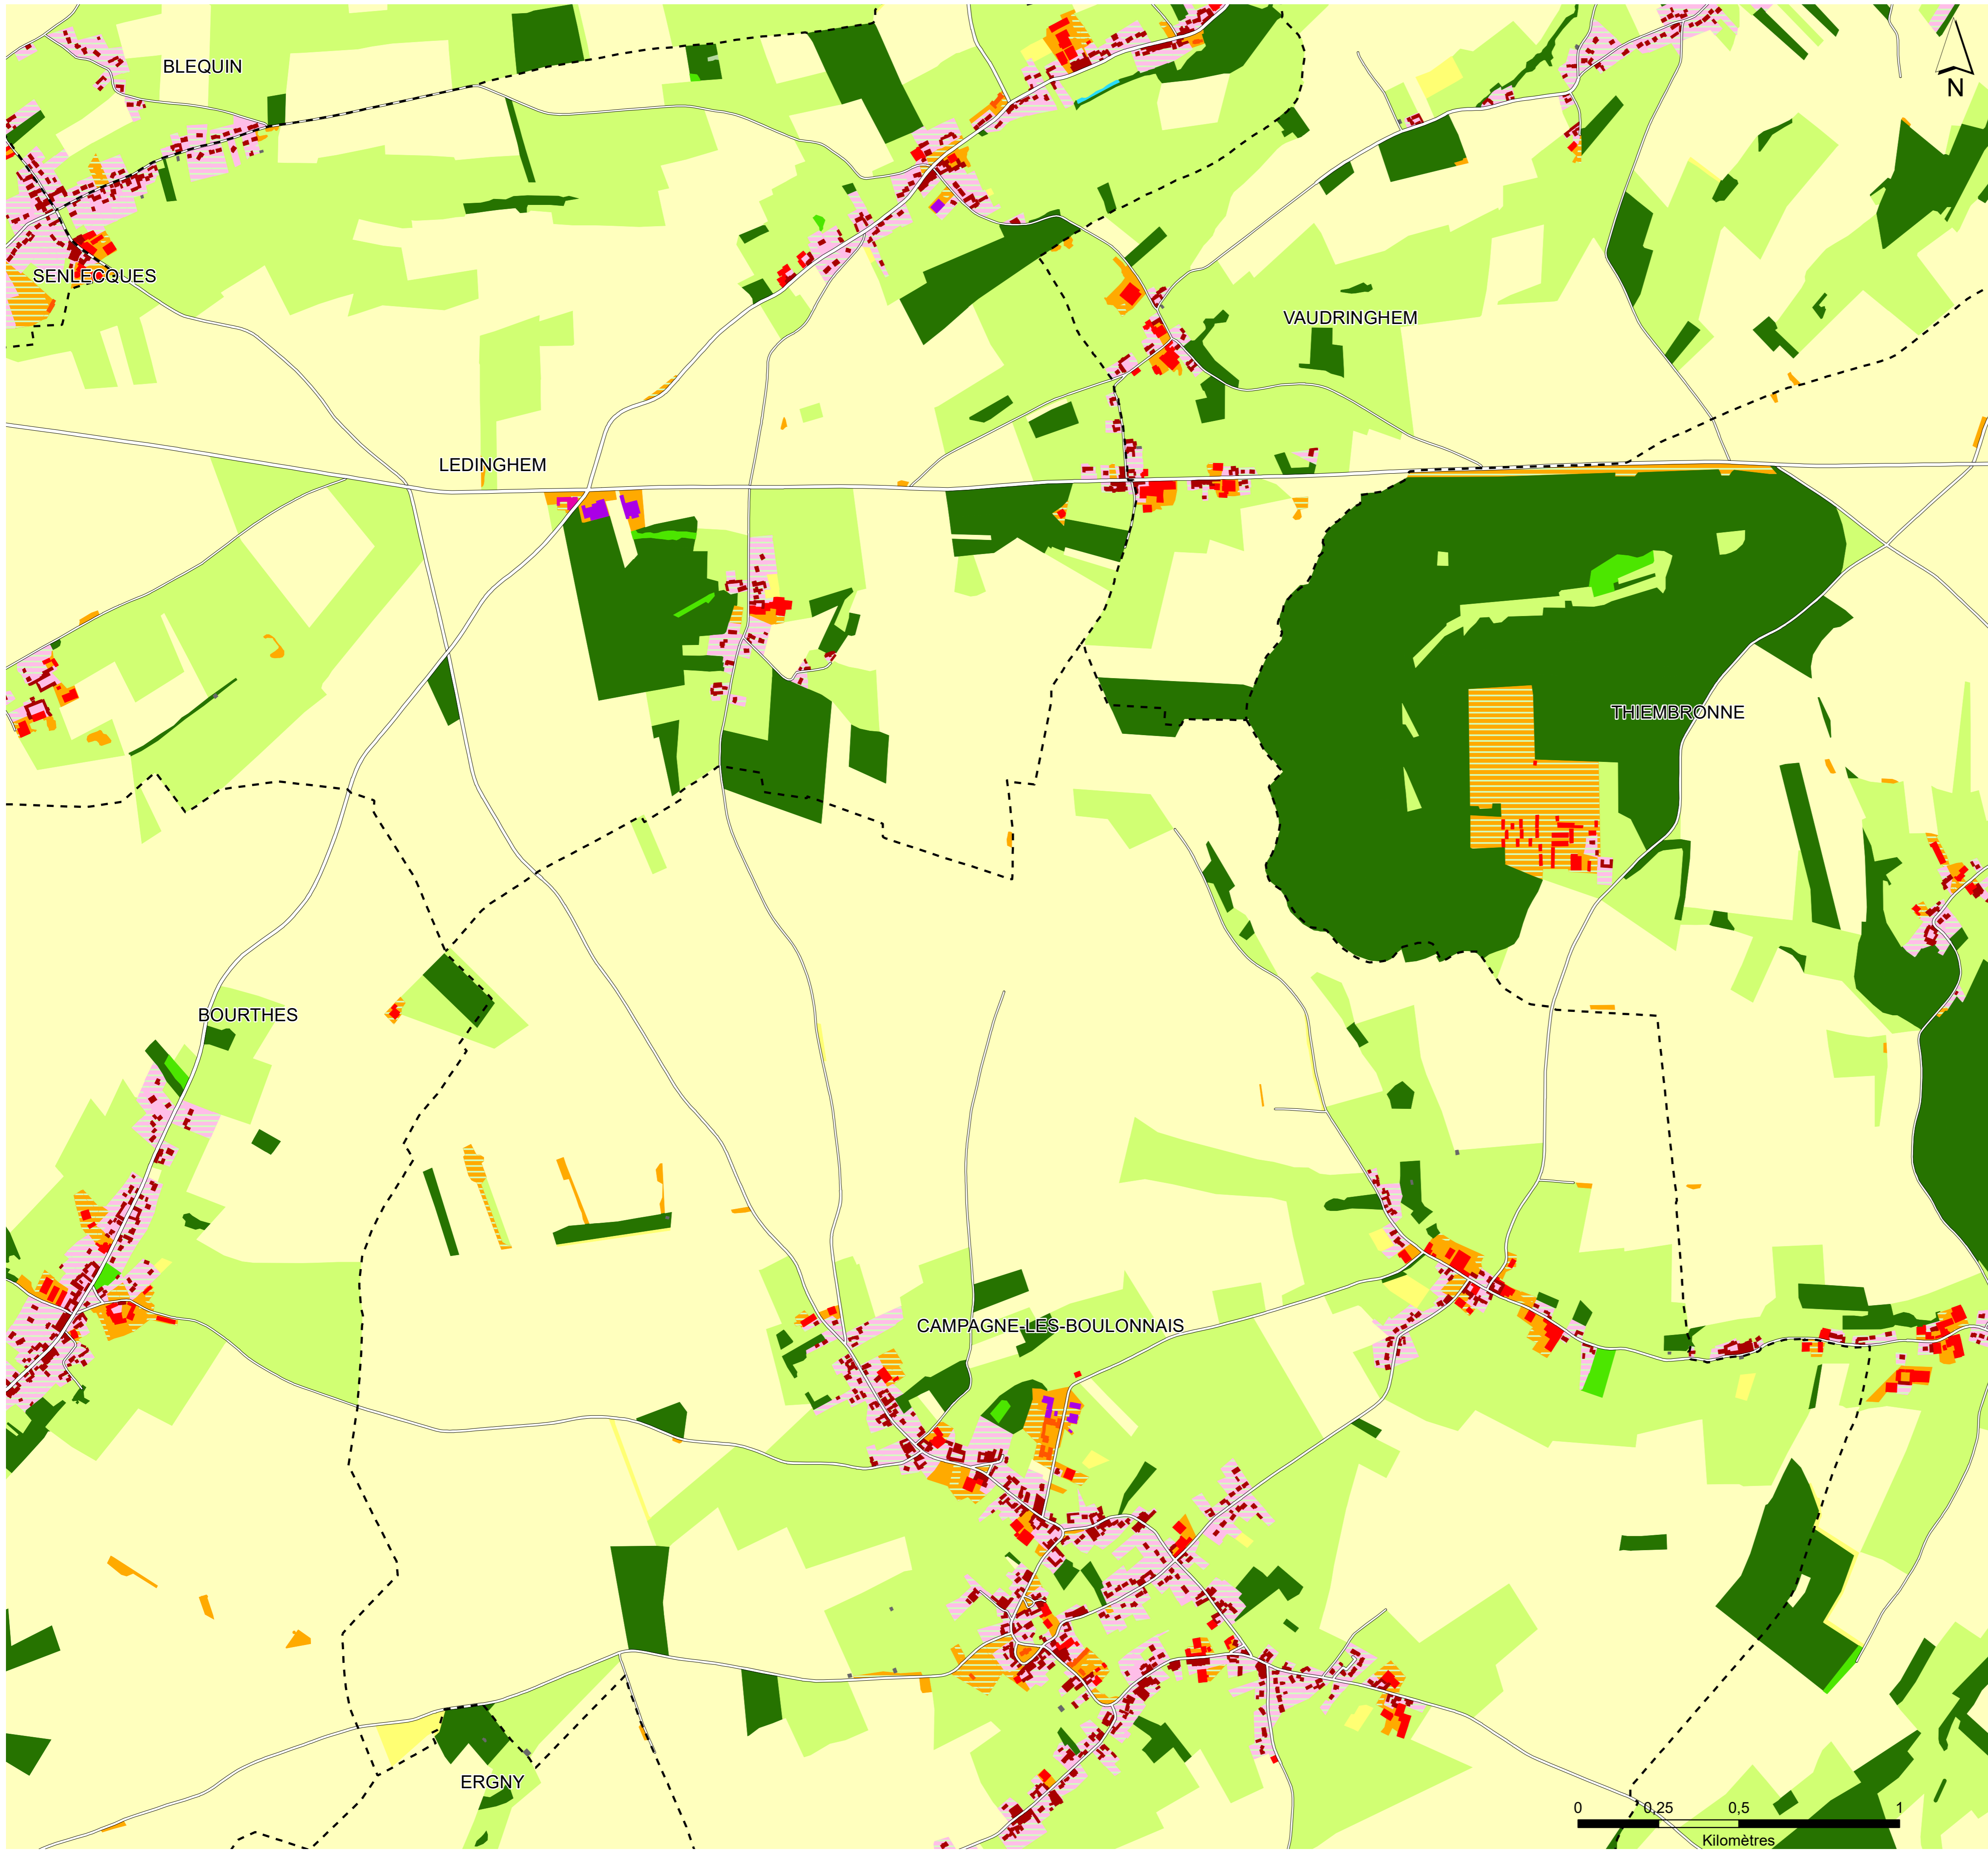 BLEQUIN
N
SENLECQUES
VAUDRINGHEM
LEDINGHEM
THIEMBRONNE
BOURTHES
CAMPAGNE-LES-BOULONNAIS
ERGNY
0 0,25 0,5 1
Kilomètres